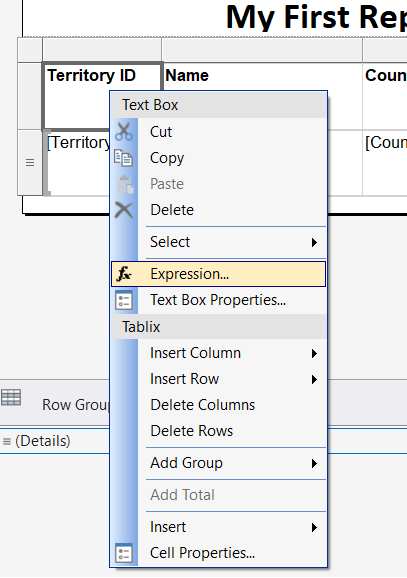 My First Rep
Territory ID Name Coun
Text Box
Cut
[Territory [Coun
Copy
Paste
Delete
Select
fx Expression...
Text Box Properties...
Tablix
Insert Column
Insert Row
Row Group
Delete Columns
Delete Rows
(Details)
Add Group
Add Total
Insert
Cell Properties...